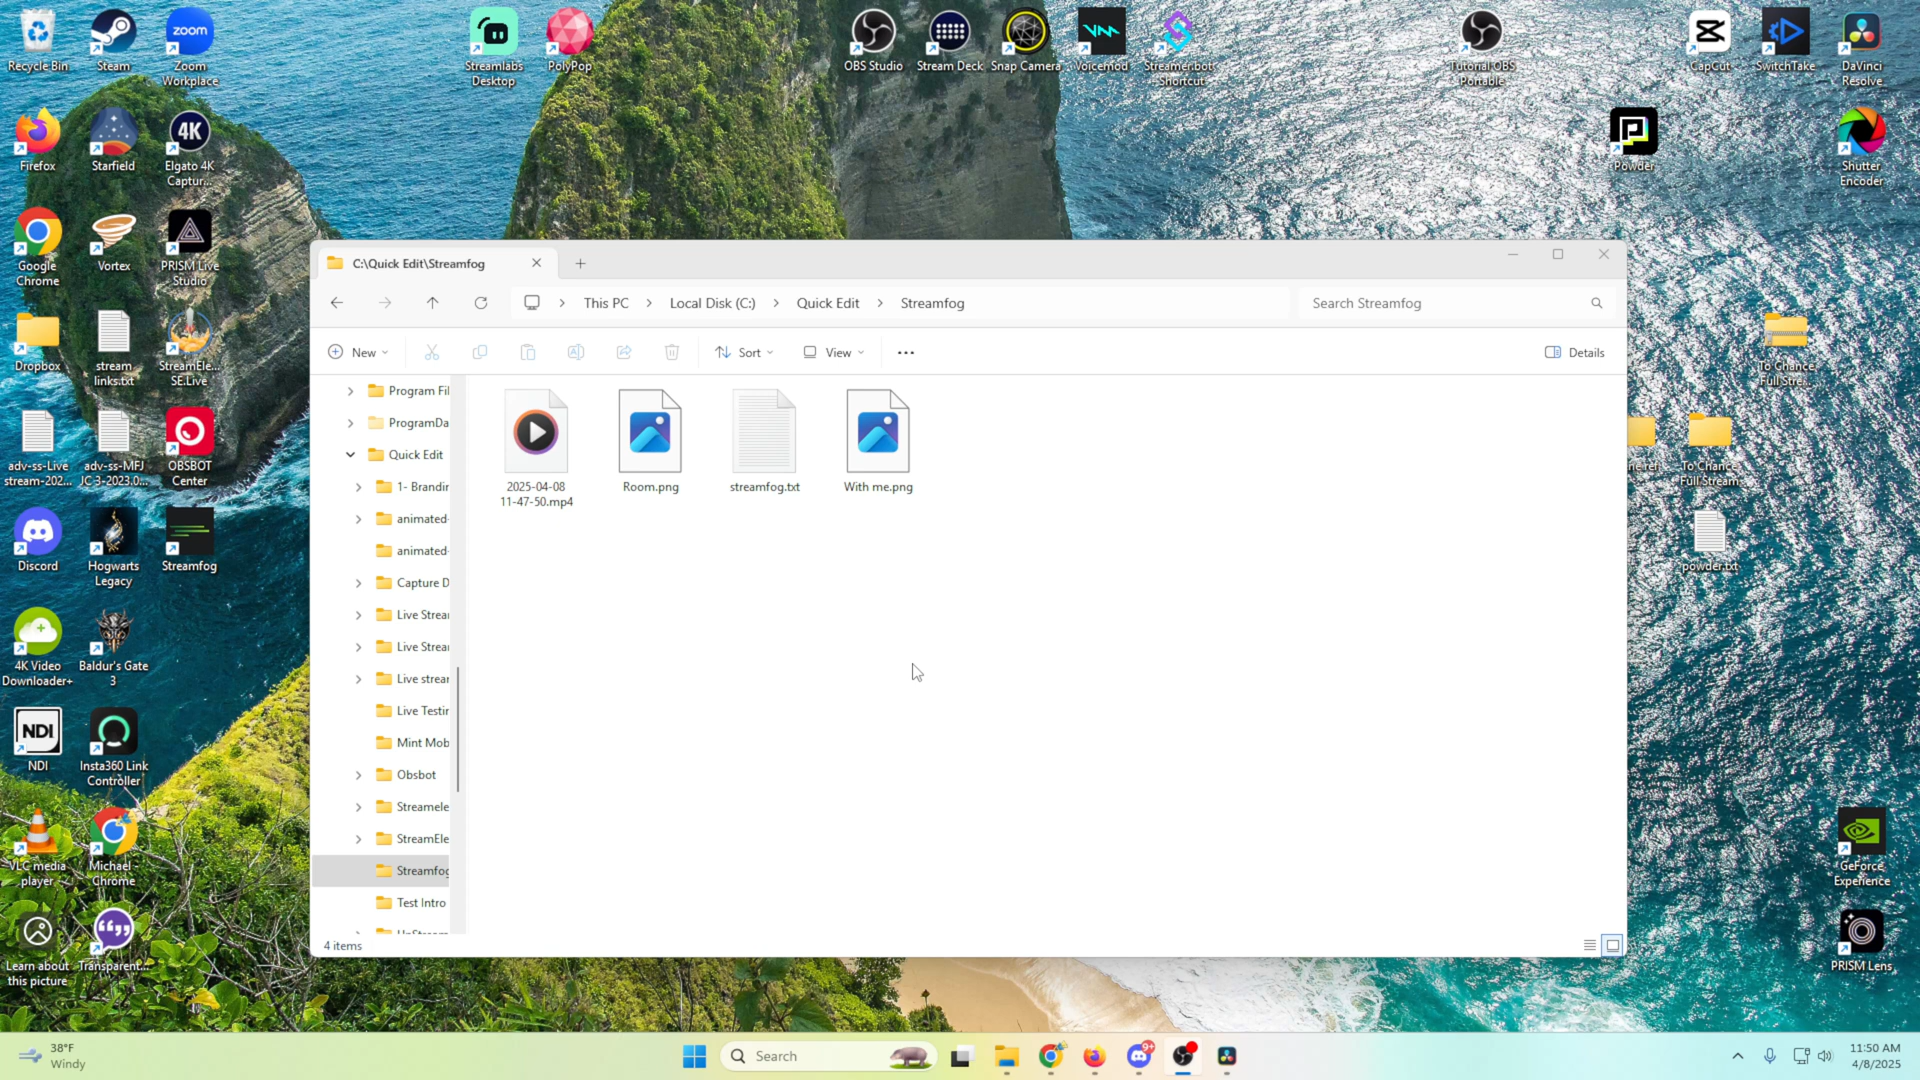 Recycle Bin
Steam
zoom
Zoom
Workplace
Streamlabs
Desktop
PolyPop
OBS Studio
Stream Deck
Snap Camera
Voicemod
Streamer.bot
Shortcut
Tutorial OBS
Portable
CapCut
SwitchTake
DaVinci
Resolve
Firefox
Starfield
4K
Elgato 4K
Captur...
Powder
Shutter
Encoder
Google
Chrome
Vortex
PRISM Live
Studio
C:\Quick Edit\Streamfog
This PC
Local Disk (C:)
Quick Edit
Streamfog
Search Streamfog
New
Sort
View
Details
Dropbox
stream
links.txt
StreamEle...
SE.Live
To Chance
Full Strea...
Program Fil
ProgramDa
Quick Edit
1- Brandin
animated-
animated-
Capture D
Live Strea
Live Strea
Live strea
Live Testin
Mint Mob
Obsbot
Streamele
StreamEle
Streamfog
Test Intro
2025-04-08
11-47-50.mp4
Room.png
streamfog.txt
With me.png
4 items
adv-ss-Live
stream-202...
adv-ss-MFJ
JC 3-2023.0...
OBSBOT
Center
To Chance
Full Stream
Discord
Hogwarts
Legacy
Streamfog
powder.txt
4K Video
Downloader+
Baldur's Gate
3
NDI
NDI
Insta360 Link
Controller
VLC media
player
Michael -
Chrome
GeForce
Experience
Learn about
this picture
Transparent...
PRISM Lens
38°F
Windy
Search
9+
11:50 AM
4/8/2025